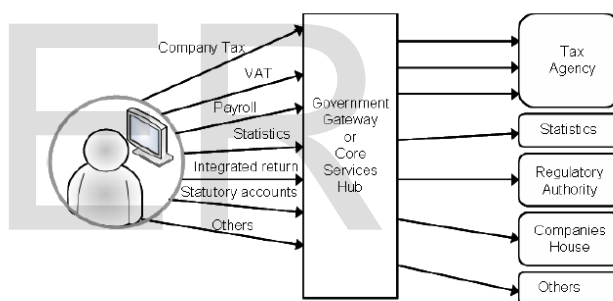 ER
Company Tax
VAT
Payroll
Statistics
Integrated return
Statutory accounts
Others
Government
Gateway
or
Core
Services
Hub
Tax
Agency
Statistics
Regulatory
Authority
Companies
House
Others